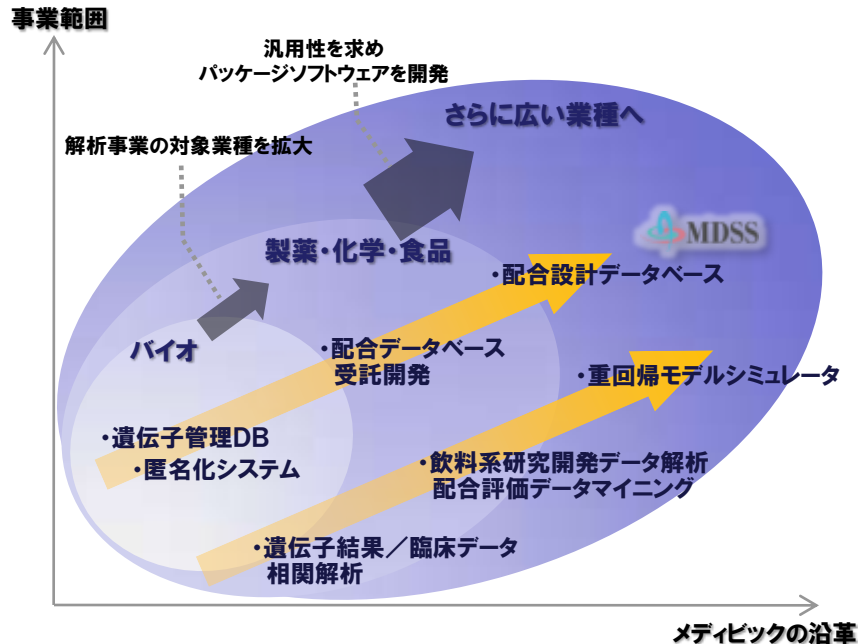 事業範囲
汎用性を求め
パッケージソフトウェアを開発
さらに広い業種へ
解析事業の対象業種を拡大
MDSS
製薬・化学・食品
・配合設計データベース
バイオ
・配合データベース
受託開発
・重回帰モデルシミュレータ
・遺伝子管理DB
・匿名化システム
・飲料系研究開発データ解析
配合評価データマイニング
・遺伝子結果／臨床データ
相関解析
メディビックの沿革